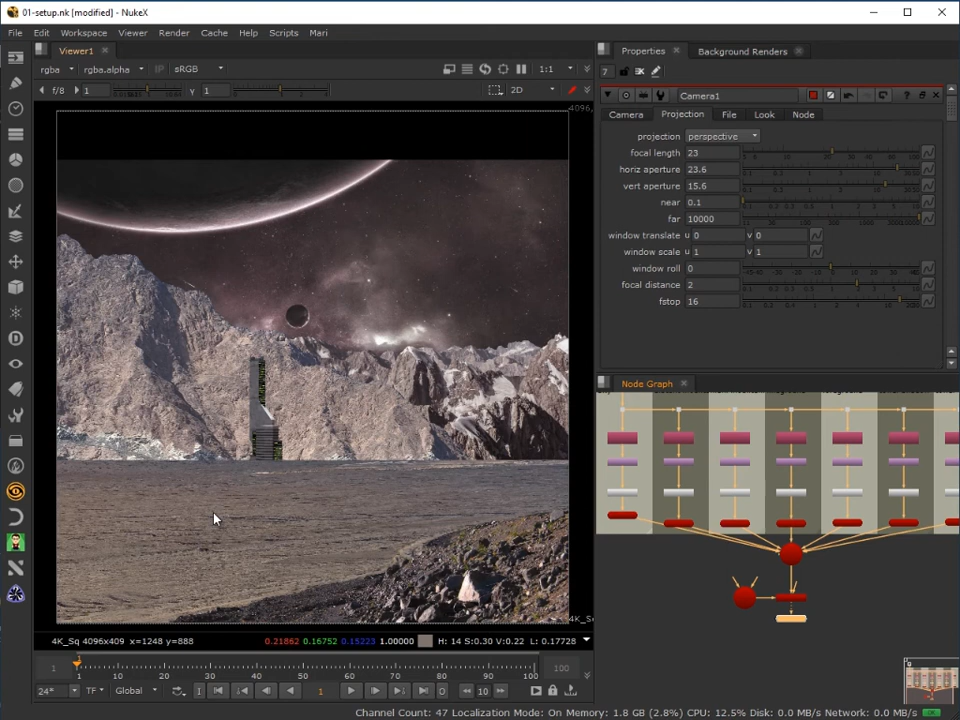 01-setup.nk [modified] - NukeX
File Edit Workspace Viewer Render Cache Help Scripts Mari
Viewer1
rgba rgba.alpha IP sRGB 1:1
f/8 1 γ 1 2D
4096,
4K_Sq
4K_Sq 4096x409 x=1248 y=888 0.21862 0.16752 0.15223 1.00000 H: 14 S:0.30 V:0.22 L: 0.17728
1 1 10 20 30 40 50 60 70 80 90 100 100
1
24* TF Global I 1 O 10
Properties Background Renders
7
Camera1
Camera Projection File Look Node
projection perspective
focal length 23
horiz aperture 23.6
vert aperture 15.6
near 0.1
far 10000
window translate u 0 v 0
window scale u 1 v 1
window roll 0
focal distance 2
fstop 16
Node Graph
Channel Count: 47 Localization Mode: On Memory: 1.8 GB (2.8%) CPU: 12.5% Disk: 0.0 MB/s Network: 0.0 MB/s